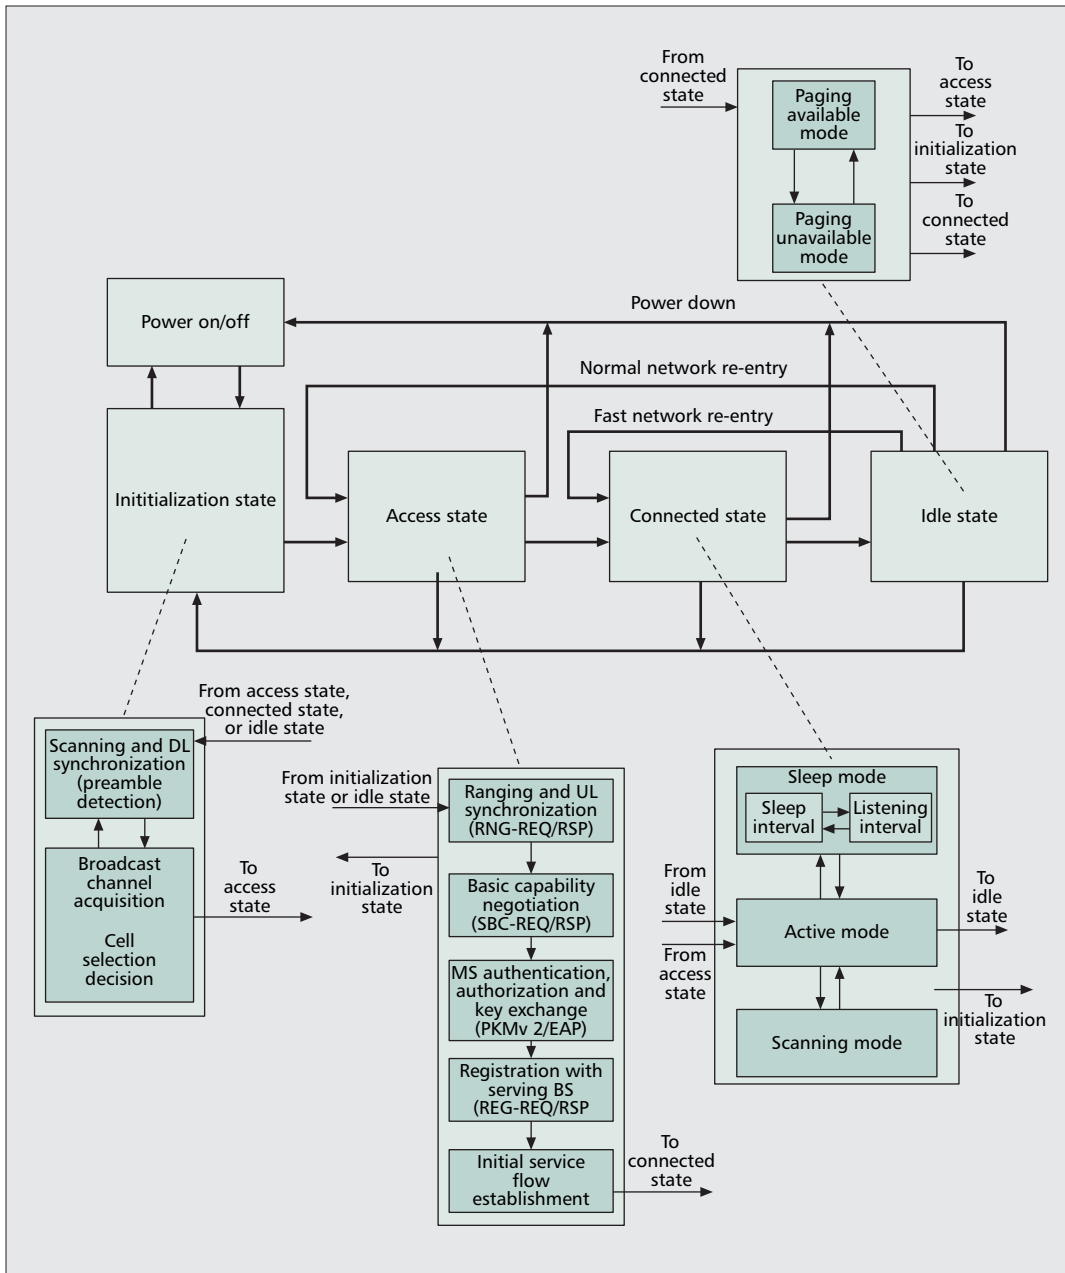 From
connected
state
Paging
available
mode
To
access
state
To
initialization
state
Paging
unavailable
mode
To
connected
state
Power on/off
Power down
Normal network re-entry
Fast network re-entry
Inititialization state
Access state
Connected state
Idle state
From access state,
connected state,
or idle state
Scanning and DL
synchronization
(preamble
detection)
Broadcast
channel
acquisition
Cell
selection
decision
To
access
state
From initialization
state or idle state
To
initialization
state
Ranging and UL
synchronization
(RNG-REQ/RSP)
Basic capability
negotiation
(SBC-REQ/RSP)
MS authentication,
authorization and
key exchange
(PKMv 2/EAP)
Registration with
serving BS
(REG-REQ/RSP
Initial service
flow
establishment
To
connected
state
Sleep mode
Sleep
interval
Listening
interval
From
idle
state
From
access
state
Active mode
To
idle
state
To
initialization
state
Scanning mode